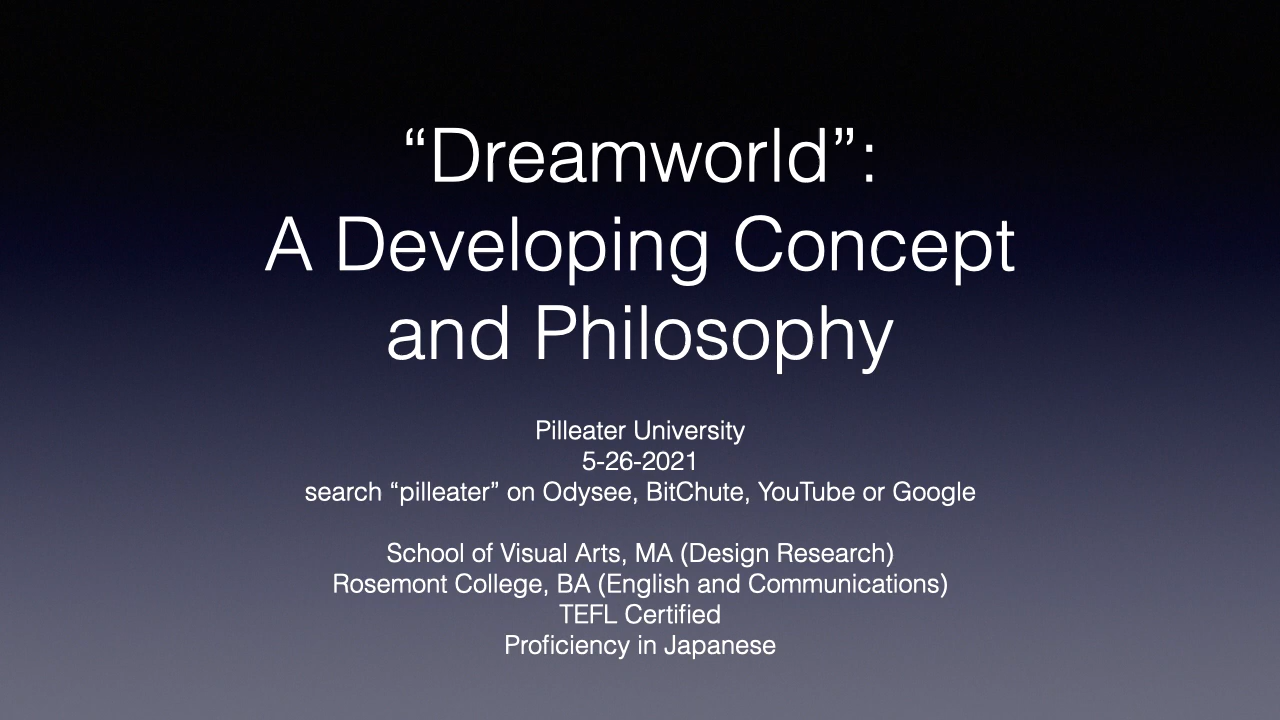 “Dreamworld”:
A Developing Concept
and Philosophy
Pilleater University
5-26-2021
search “pilleater” on Odysee, BitChute, YouTube or Google
School of Visual Arts, MA (Design Research)
Rosemont College, BA (English and Communications)
TEFL Certified
Proficiency in Japanese